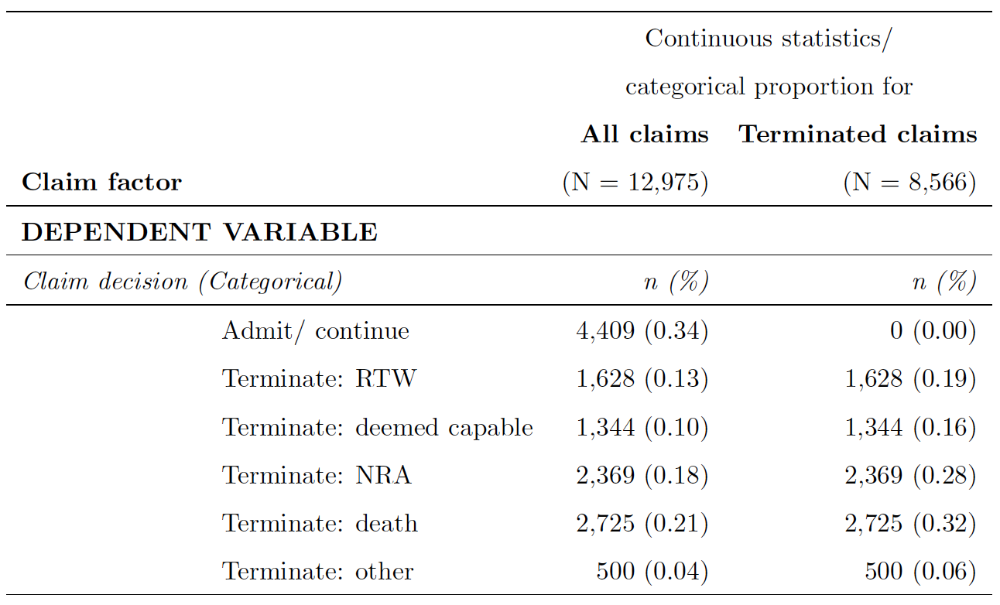 Continuous statistics/
categorical proportion for
All claims Terminated claims
Claim factor (N = 12,975) (N = 8,566)
DEPENDENT VARIABLE
Claim decision (Categorical) n (%) n (%)
Admit/ continue 4,409 (0.34) 0 (0.00)
Terminate: RTW 1,628 (0.13) 1,628 (0.19)
Terminate: deemed capable 1,344 (0.10) 1,344 (0.16)
Terminate: NRA 2,369 (0.18) 2,369 (0.28)
Terminate: death 2,725 (0.21) 2,725 (0.32)
Terminate: other 500 (0.04) 500 (0.06)